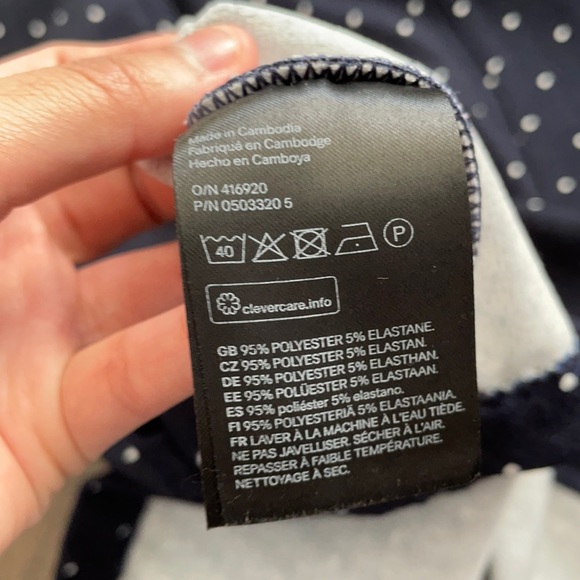 Made in Cambodia
Fabriqué en Cambodge
Hecho en Camboya
O/N 416920
P/N 0503320 5
40 P
clevercare.info
GB 95% POLYESTER 5% ELASTANE.
CZ 95% POLYESTER 5% ELASTAN.
DE 95% POLYESTER 5% ELASTHAN.
EE 95% POLÜESTER 5% ELASTAAN.
ES 95% poliéster 5% elastano.
FI 95% POLYESTERIÄ 5% ELASTAANIA.
FR LAVER À LA MACHINE À L'EAU TIÈDE.
NE PAS JAVELLISER. SÉCHER À L'AIR.
REPASSER À FAIBLE TEMPÉRATURE.
NETTOYAGE À SEC.